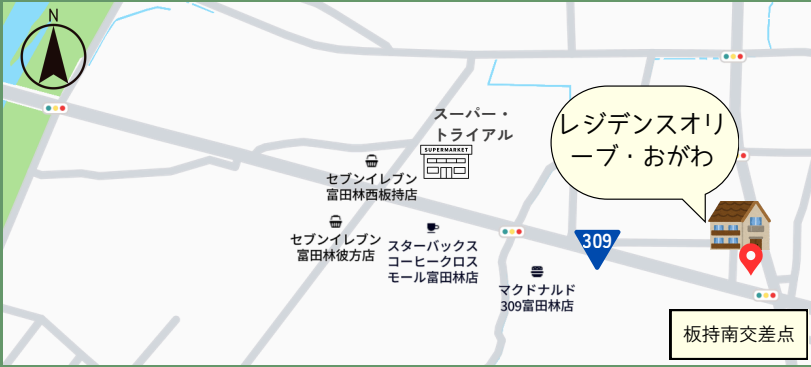 N
スーパー・
トライアル
SUPERMARKET
レジデンスオリ
ーブ・おがわ
セブンイレブン
富田林西板持店
セブンイレブン
富田林彼方店
スターバックス
コーヒークロス
モール富田林店
309
マクドナルド
309富田林店
板持南交差点